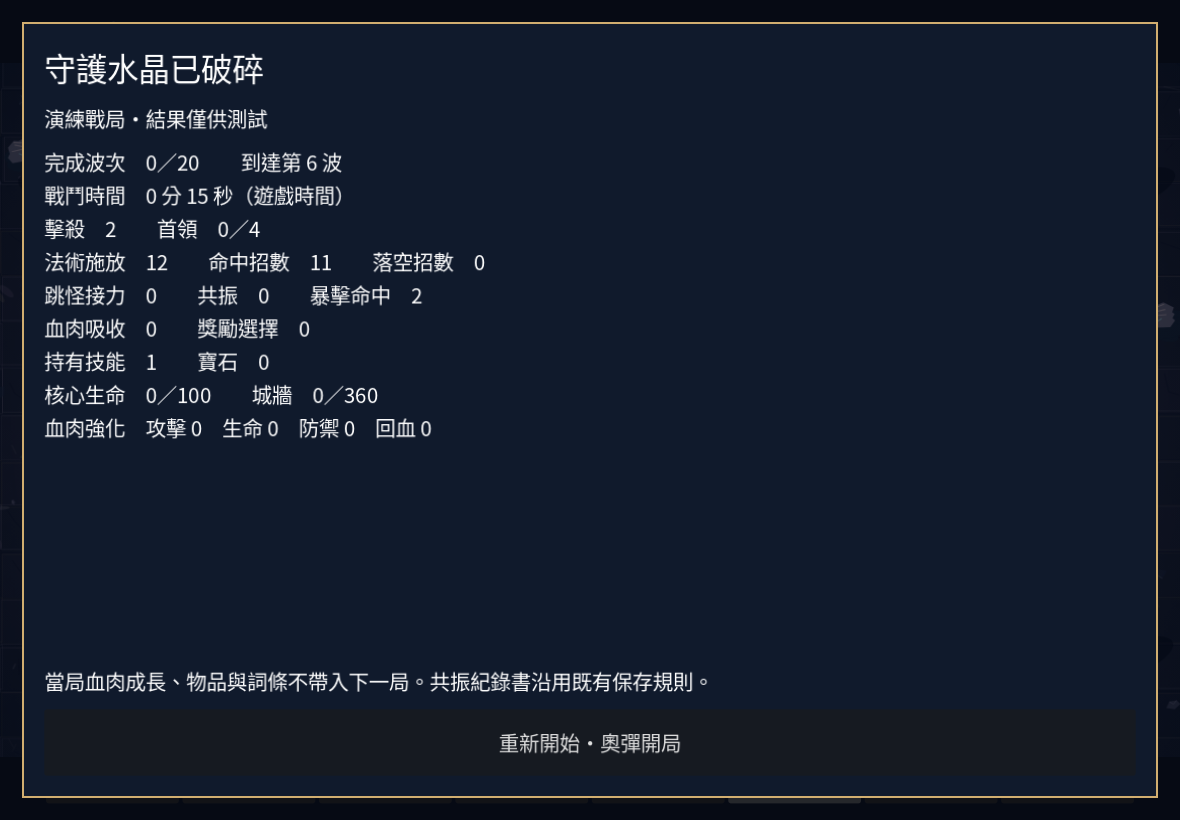 守護水晶已破碎
演練戰局・結果僅供測試
完成波次　0／20　　到達第 6 波
戰鬥時間　0 分 15 秒（遊戲時間）
擊殺　2　　首領　0／4
法術施放　12　　命中招數　11　　落空招數　0
跳怪接力　0　　共振　0　　暴擊命中　2
血肉吸收　0　　獎勵選擇　0
持有技能　1　　寶石　0
核心生命　0／100　　城牆　0／360
血肉強化　攻擊 0　生命 0　防禦 0　回血 0
當局血肉成長、物品與詞條不帶入下一局。共振紀錄書沿用既有保存規則。
重新開始・奧彈開局